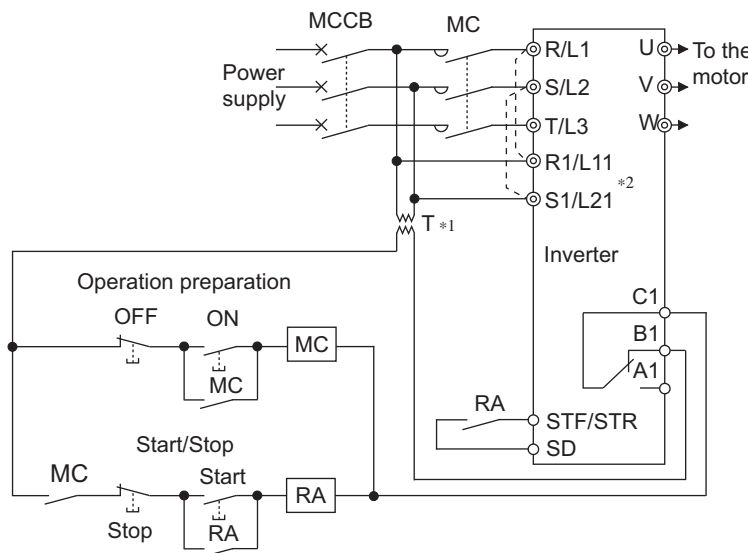 MCCB
MC
R/L1
U
To the
motor
Power
supply
S/L2
V
T/L3
W
R1/L11
S1/L21
*2
T *1
Inverter
Operation preparation
C1
OFF
ON
B1
MC
A1
MC
RA
STF/STR
SD
Start/Stop
MC
Start
RA
Stop
RA